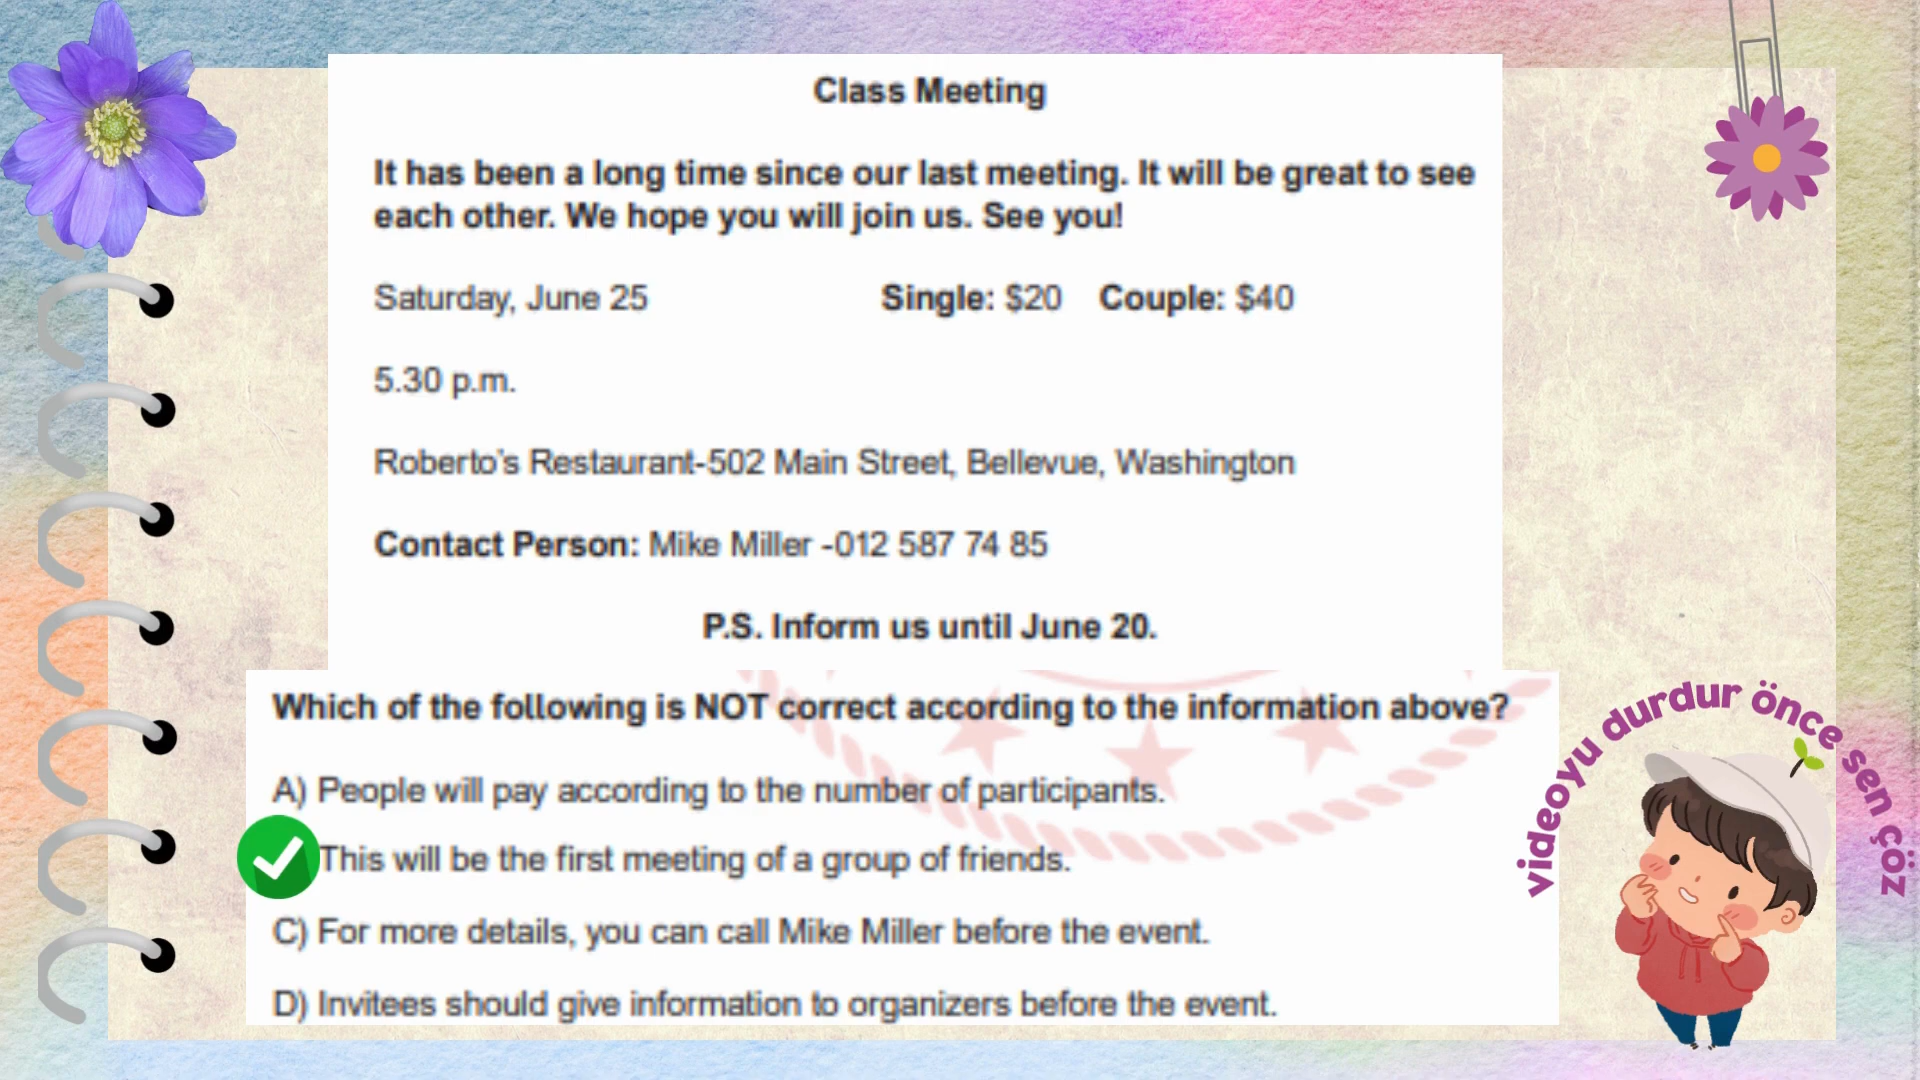 Class Meeting
It has been a long time since our last meeting. It will be great to see
each other. We hope you will join us. See you!
Saturday, June 25 Single: $20 Couple: $40
5.30 p.m.
Roberto's Restaurant-502 Main Street, Bellevue, Washington
Contact Person: Mike Miller -012 587 74 85
P.S. Inform us until June 20.
Which of the following is NOT correct according to the information above?
A) People will pay according to the number of participants.
This will be the first meeting of a group of friends.
C) For more details, you can call Mike Miller before the event.
D) Invitees should give information to organizers before the event.
videoyu durdur önce sen çöz